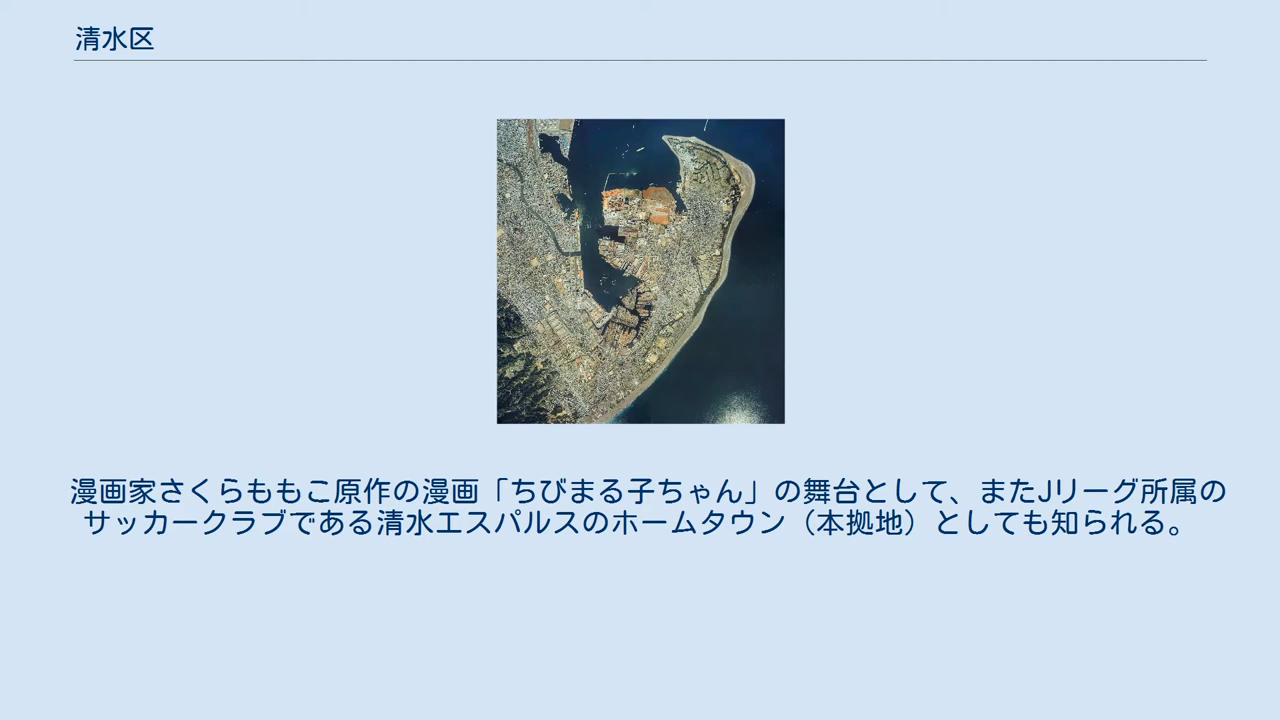 清水区
漫画家さくらももこ原作の漫画「ちびまる子ちゃん」の舞台として、またJリーグ所属の
サッカークラブである清水エスパルスのホームタウン（本拠地）としても知られる。